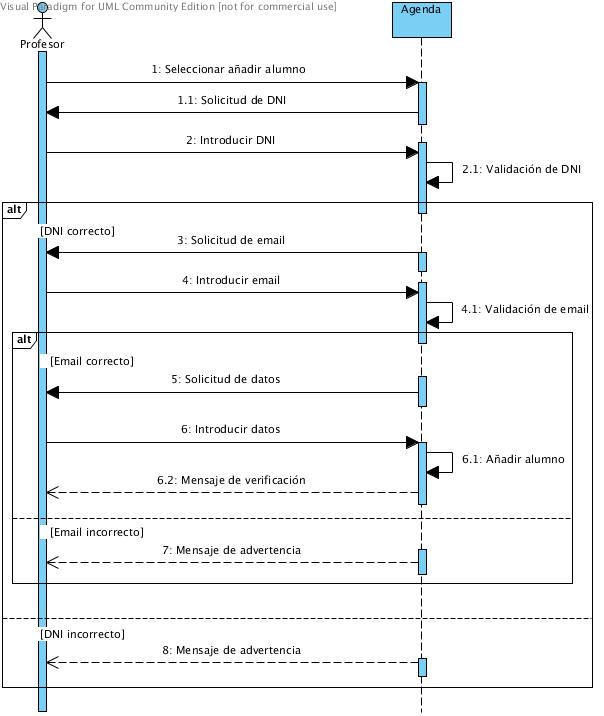 Visual Paradigm for UML Community Edition [not for commercial use]
Agenda
Profesor
1: Seleccionar añadir alumno
1.1: Solicitud de DNI
2: Introducir DNI
2.1: Validación de DNI
alt
[DNI correcto]
3: Solicitud de email
4: Introducir email
4.1: Validación de email
alt
[Email correcto]
5: Solicitud de datos
6: Introducir datos
6.1: Añadir alumno
6.2: Mensaje de verificación
[Email incorrecto]
7: Mensaje de advertencia
[DNI incorrecto]
8: Mensaje de advertencia